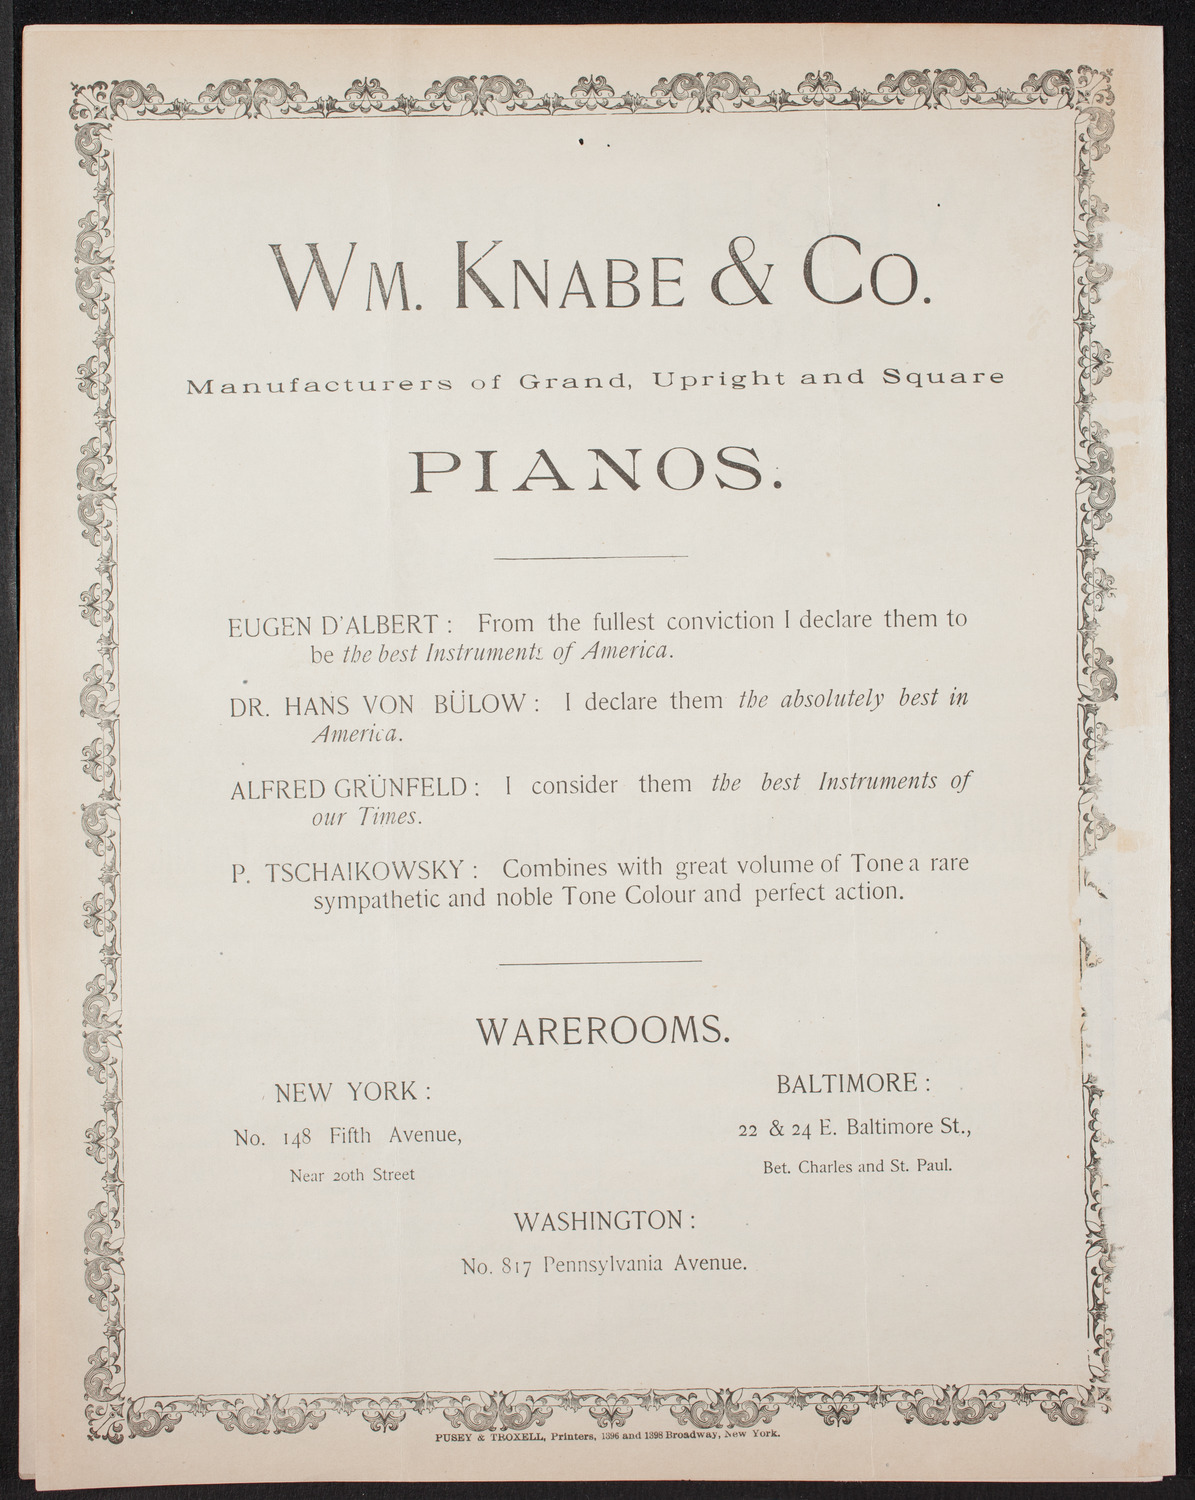 WM. KNABE & CO.
Manufacturers of Grand, Upright and Square
PIANOS.
EUGEN D'ALBERT: From the fullest conviction I declare them to
be the best Instruments of America.
DR. HANS VON BÜLOW: I declare them the absolutely best in
America.
ALFRED GRÜNFELD: I consider them the best Instruments of
our Times.
P. TSCHAIKOWSKY: Combines with great volume of Tone a rare
sympathetic and noble Tone Colour and perfect action.
WAREROOMS.
NEW YORK:
No. 148 Fifth Avenue,
Near 20th Street
BALTIMORE:
22 & 24 E. Baltimore St.,
Bet. Charles and St. Paul.
WASHINGTON:
No. 817 Pennsylvania Avenue.
PUSEY & TROXELL, Printers, 1396 and 1398 Broadway, New York.